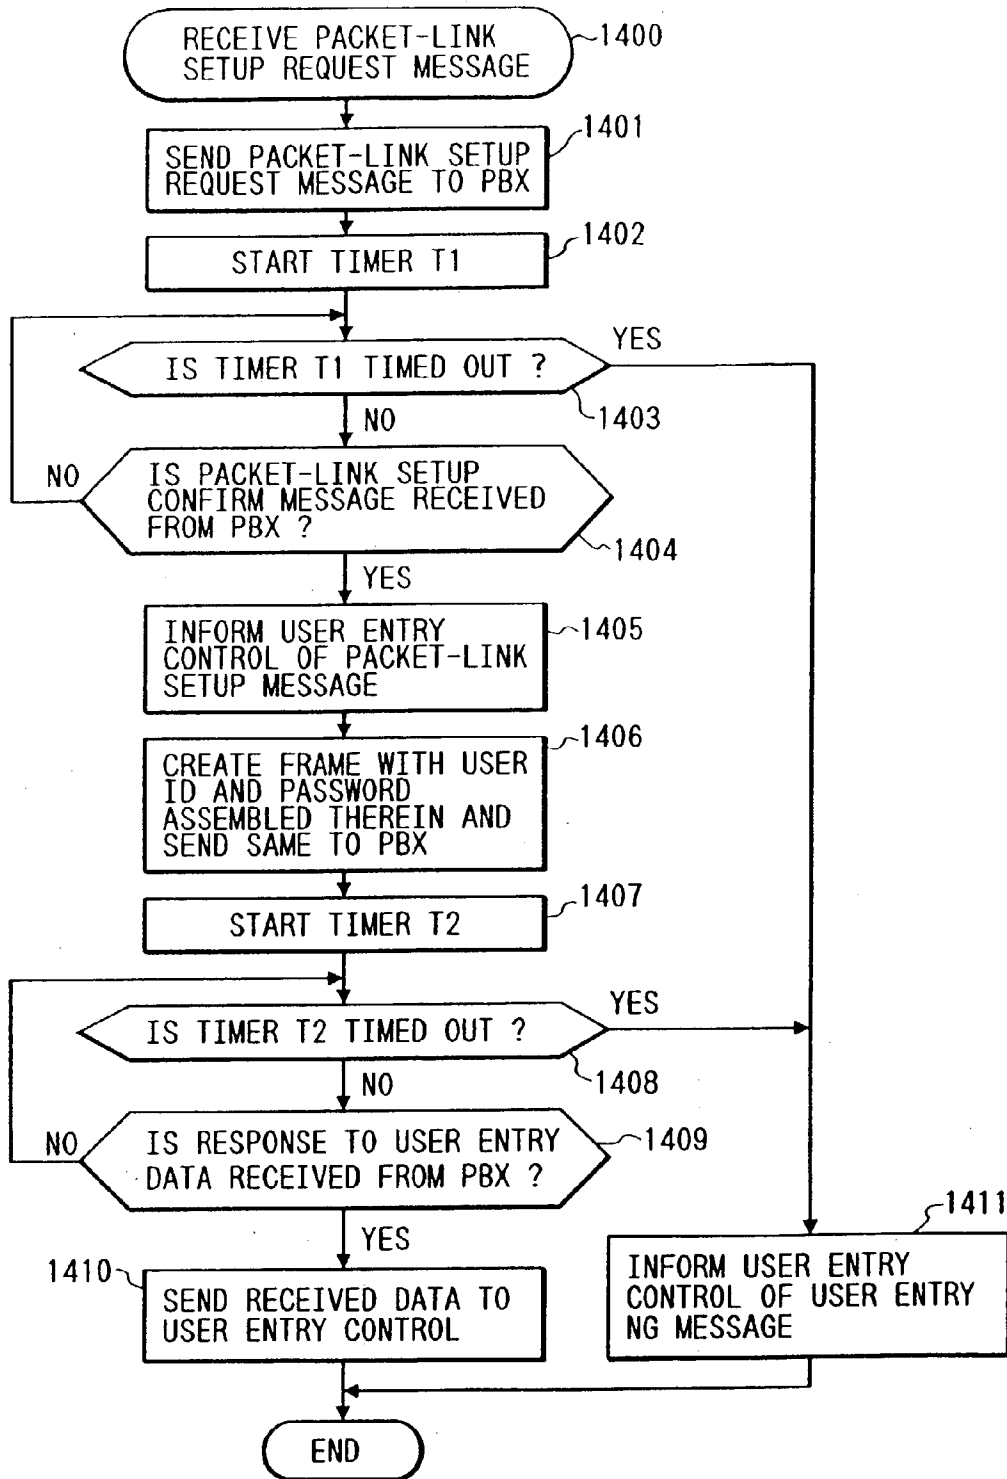 RECEIVE PACKET-LINK
SETUP REQUEST MESSAGE
1400
1401
SEND PACKET-LINK SETUP
REQUEST MESSAGE TO PBX
1402
START TIMER T1
YES
IS TIMER T1 TIMED OUT ?
1403
NO
NO
IS PACKET-LINK SETUP
CONFIRM MESSAGE RECEIVED
FROM PBX ?
1404
YES
1405
INFORM USER ENTRY
CONTROL OF PACKET-LINK
SETUP MESSAGE
1406
CREATE FRAME WITH USER
ID AND PASSWORD
ASSEMBLED THEREIN AND
SEND SAME TO PBX
1407
START TIMER T2
YES
IS TIMER T2 TIMED OUT ?
1408
NO
NO
IS RESPONSE TO USER ENTRY
DATA RECEIVED FROM PBX ?
1409
YES
1410
SEND RECEIVED DATA TO
USER ENTRY CONTROL
1411
INFORM USER ENTRY
CONTROL OF USER ENTRY
NG MESSAGE
END